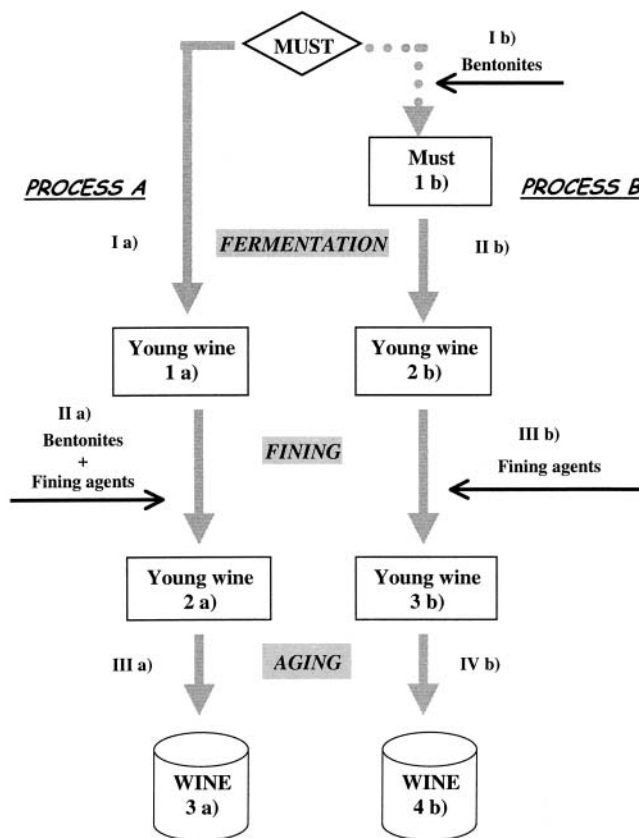 MUST
I b)
Bentonites
Must
1 b)
PROCESS A
PROCESS B
I a)
FERMENTATION
II b)
Young wine
1 a)
Young wine
2 b)
II a)
Bentonites
+
Fining agents
FINING
III b)
Fining agents
Young wine
2 a)
Young wine
3 b)
III a)
AGING
IV b)
WINE
3 a)
WINE
4 b)